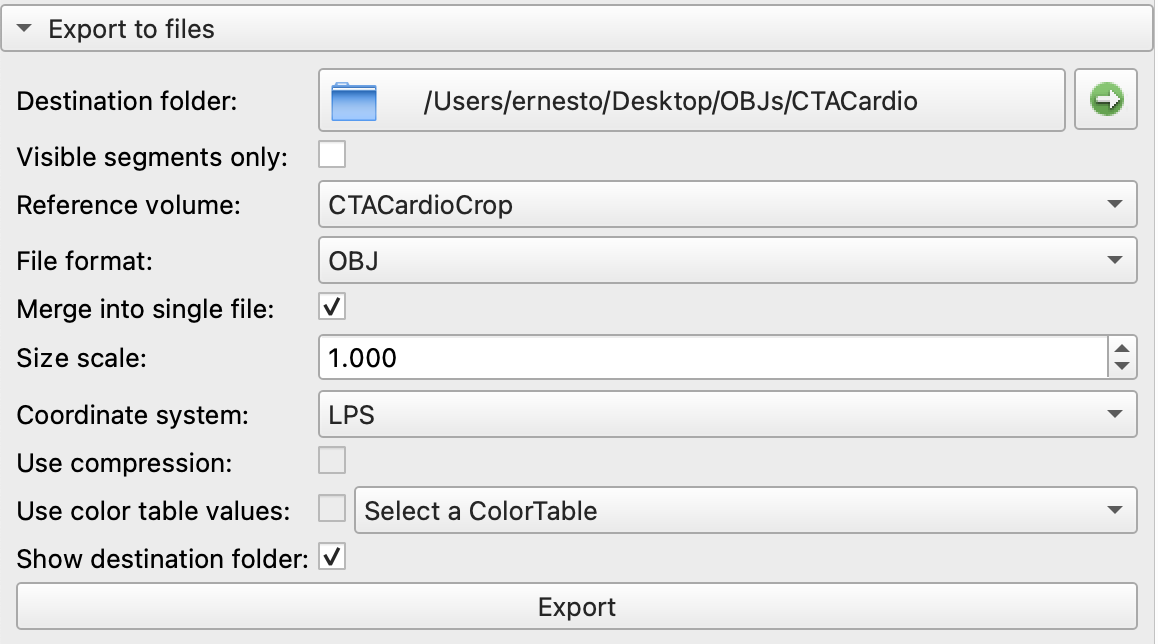 Export to files
Destination folder: /Users/ernesto/Desktop/OBJs/CTACardio
Visible segments only:
Reference volume: CTACardioCrop
File format: OBJ
Merge into single file:
Size scale: 1.000
Coordinate system: LPS
Use compression:
Use color table values: Select a ColorTable
Show destination folder:
Export